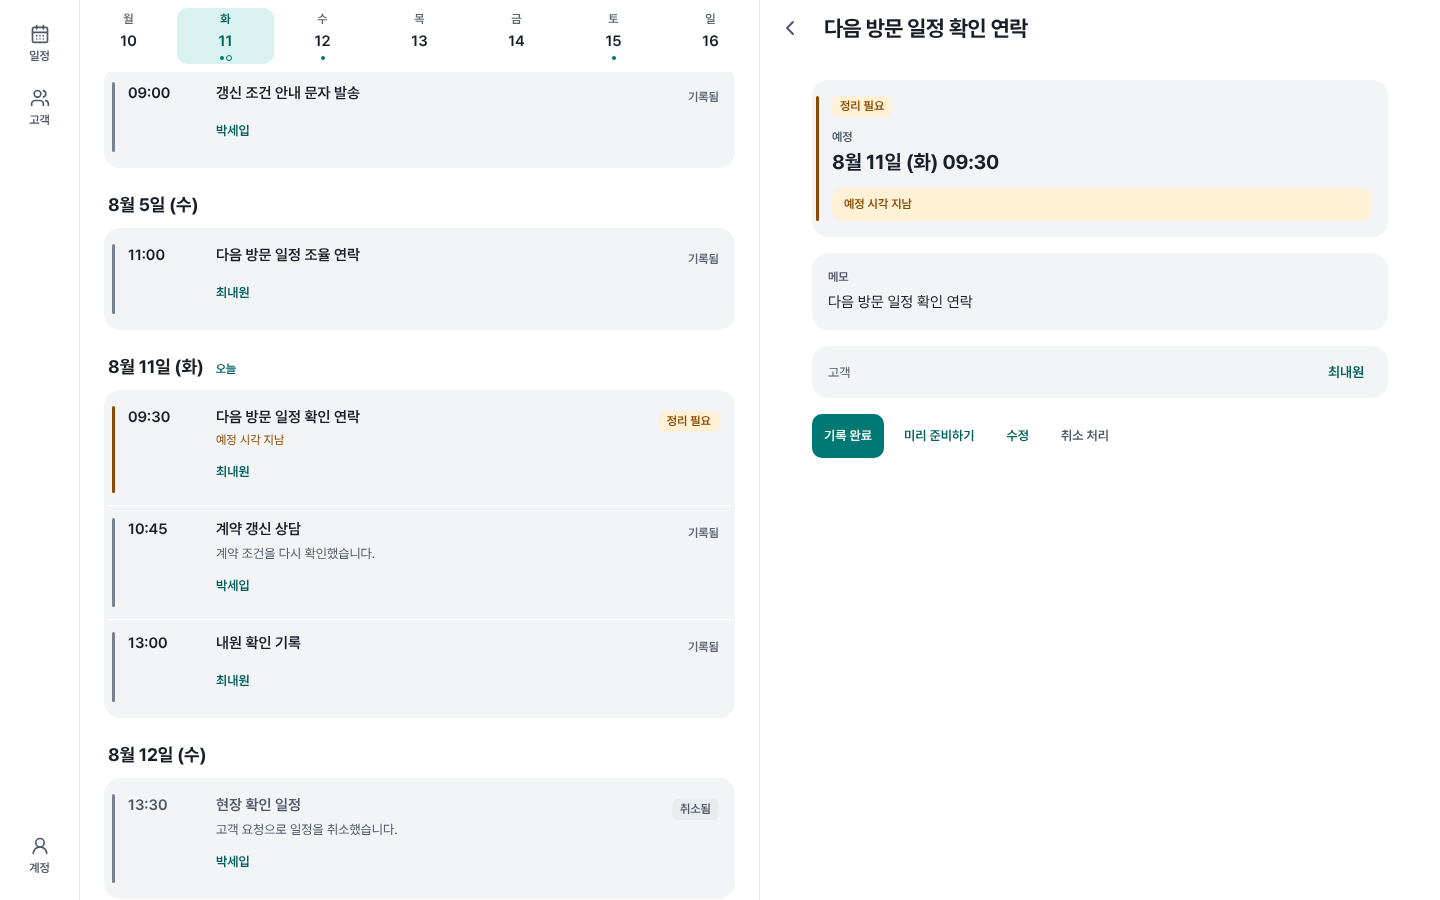 일정
고객
계정
월 화 수 목 금 토 일
10 11 12 13 14 15 16
09:00 갱신 조건 안내 문자 발송 기록됨
박세입
8월 5일 (수)
11:00 다음 방문 일정 조율 연락 기록됨
최내원
8월 11일 (화) 오늘
09:30 다음 방문 일정 확인 연락 정리 필요
예정 시각 지남
최내원
10:45 계약 갱신 상담 기록됨
계약 조건을 다시 확인했습니다.
박세입
13:00 내원 확인 기록 기록됨
최내원
8월 12일 (수)
13:30 현장 확인 일정 취소됨
고객 요청으로 일정을 취소했습니다.
박세입
다음 방문 일정 확인 연락
정리 필요
예정
8월 11일 (화) 09:30
예정 시각 지남
메모
다음 방문 일정 확인 연락
고객 최내원
기록 완료 미리 준비하기 수정 취소 처리